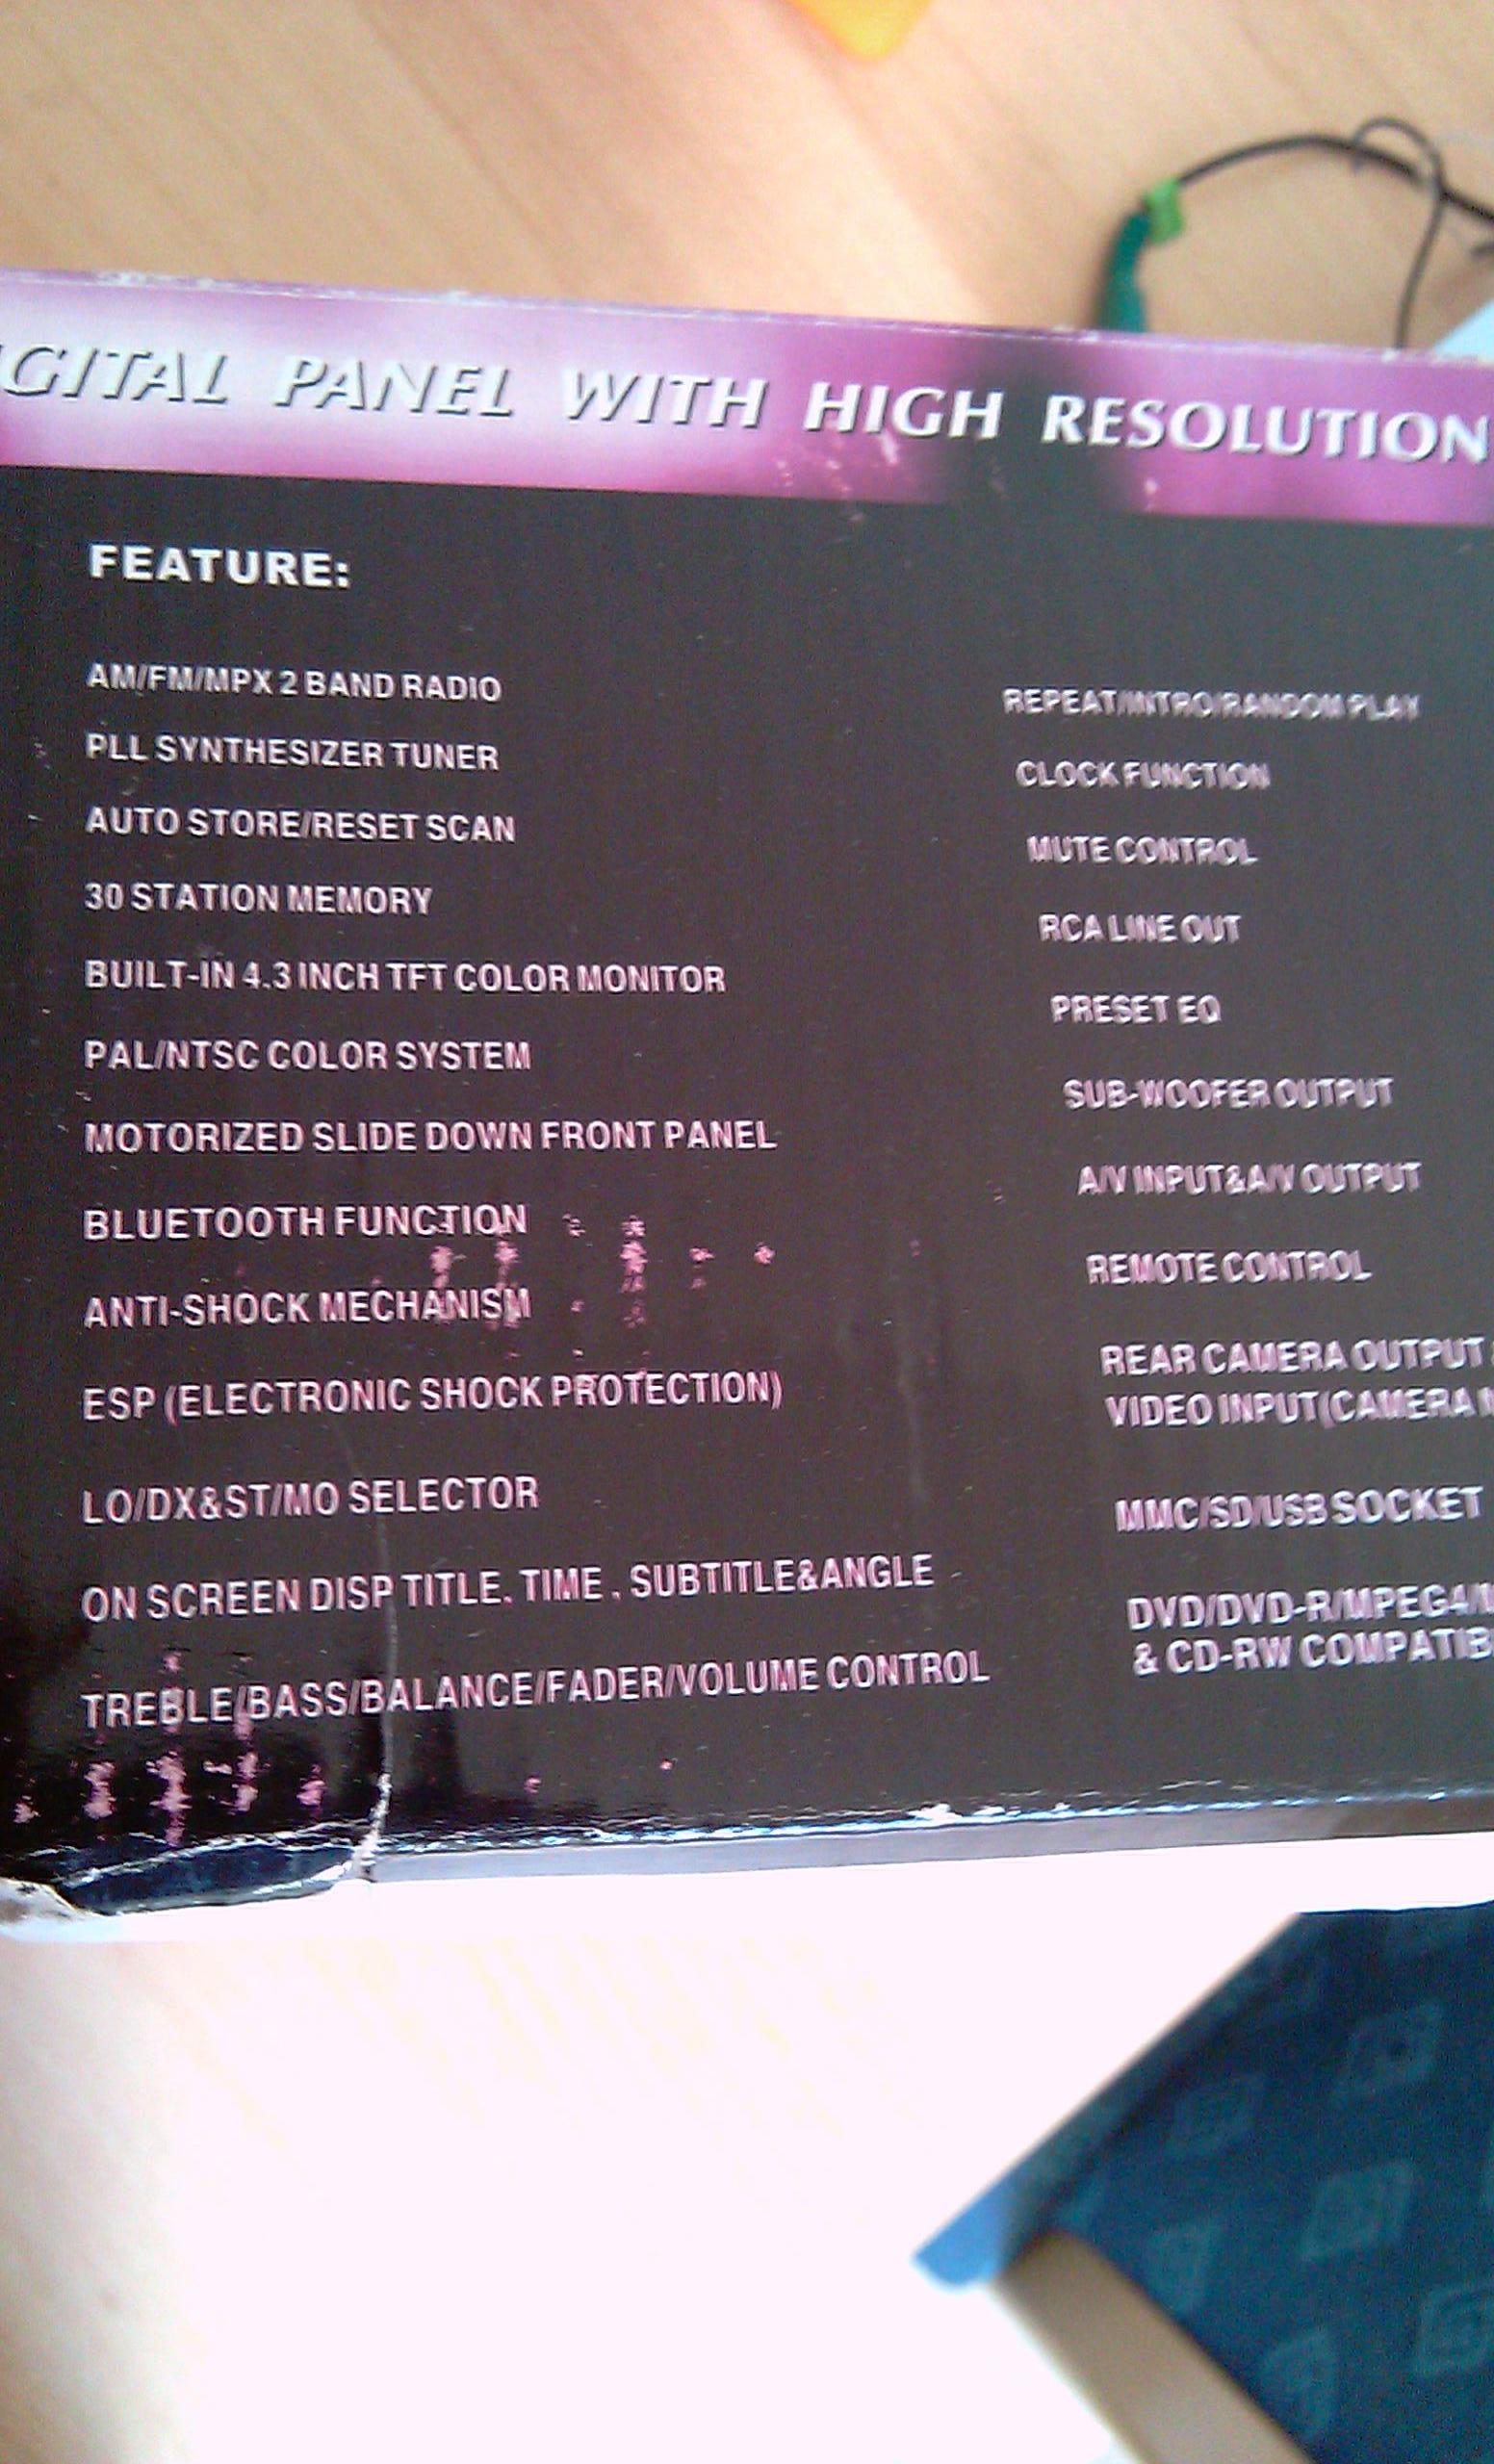 GITAL PANEL WITH HIGH RESOLUTION
FEATURE:
AM/FM/MPX 2 BAND RADIO
PLL SYNTHESIZER TUNER
AUTO STORE/RESET SCAN
30 STATION MEMORY
BUILT-IN 4.3 INCH TFT COLOR MONITOR
PAL/NTSC COLOR SYSTEM
MOTORIZED SLIDE DOWN FRONT PANEL
BLUETOOTH FUNCTION
ANTI-SHOCK MECHANISM
ESP (ELECTRONIC SHOCK PROTECTION)
LO/DX&ST/MO SELECTOR
ON SCREEN DISP TITLE. TIME . SUBTITLE&ANGLE
TREBLE/BASS/BALANCE/FADER/VOLUME CONTROL
REPEAT/INTRO/RANDOM PLAY
CLOCK FUNCTION
MUTE CONTROL
RCA LINE OUT
PRESET EQ
SUB-WOOFER OUTPUT
A/V INPUT&A/V OUTPUT
REMOTE CONTROL
REAR CAMERA OUTPUT
VIDEO INPUT(CAMERA
MMC/SD/USB SOCKET
DVD/DVD-R/MPEG4/
& CD-RW COMPATIB